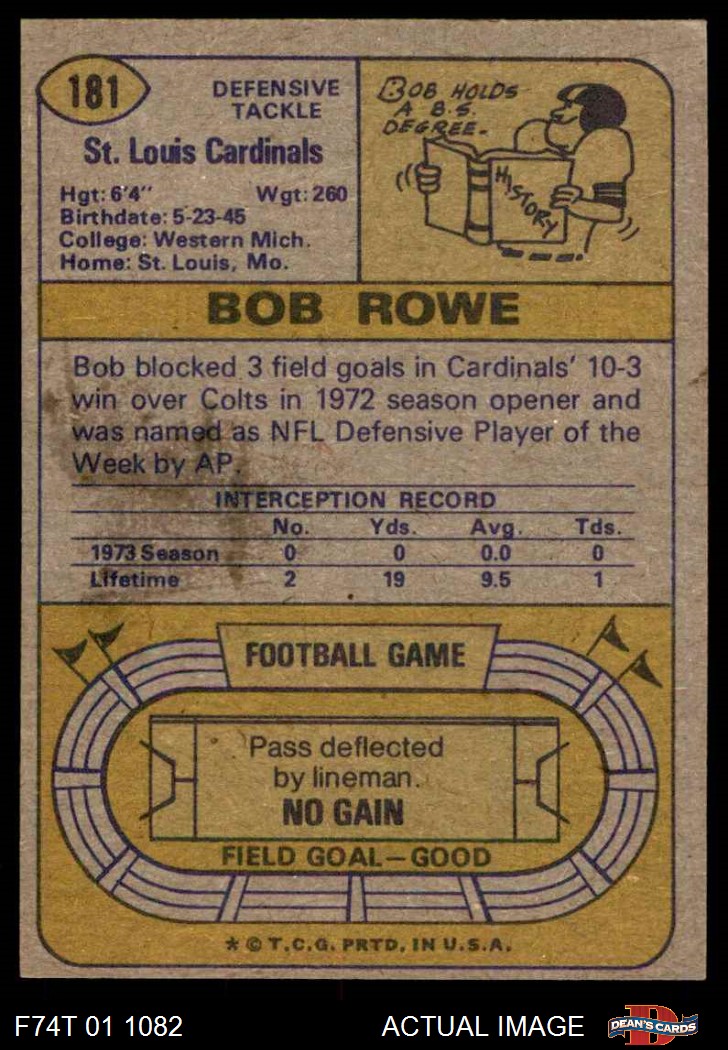 181
DEFENSIVE
TACKLE
St. Louis Cardinals
Hgt: 6'4" Wgt: 260
Birthdate: 5-23-45
College: Western Mich.
Home: St. Louis, Mo.
BOB HOLDS
A B.S.
DEGREE-
HISTORY
BOB ROWE
Bob blocked 3 field goals in Cardinals' 10-3
win over Colts in 1972 season opener and
was named as NFL Defensive Player of the
Week by AP.
INTERCEPTION RECORD
No. Yds. Avg. Tds.
1973 Season 0 0 0.0 0
Lifetime 2 19 9.5 1
FOOTBALL GAME
Pass deflected
by lineman.
NO GAIN
FIELD GOAL—GOOD
* © T.C.G. PRTD. IN U.S.A.
F74T 01 1082 ACTUAL IMAGE DEAN'S CARDS